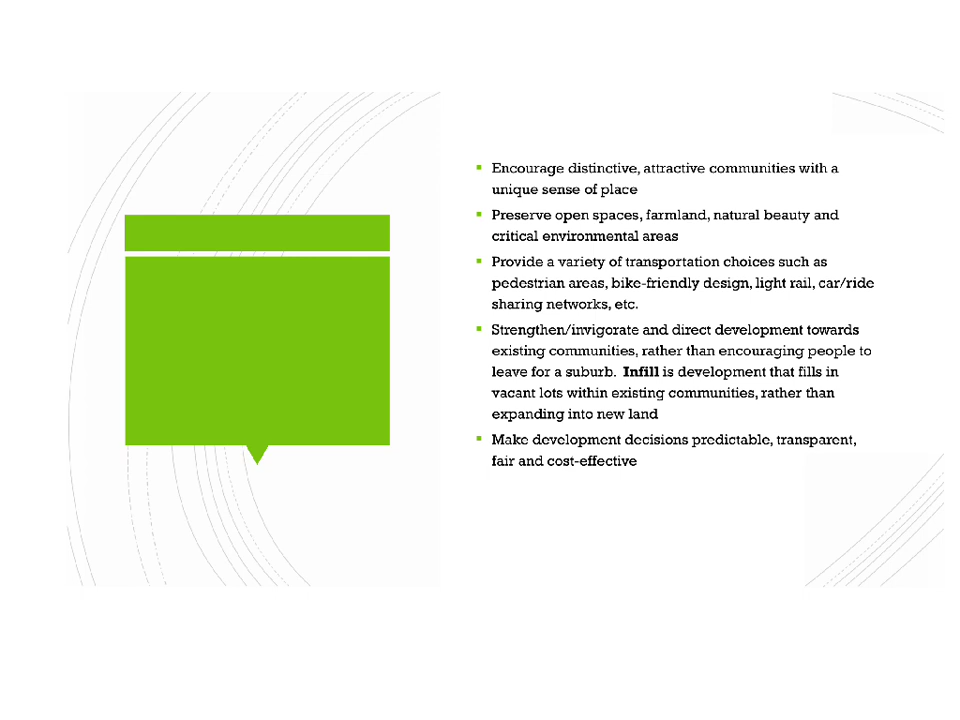 Encourage distinctive, attractive communities with a
unique sense of place
Preserve open spaces, farmland, natural beauty and
critical environmental areas
Provide a variety of transportation choices such as
pedestrian areas, bike-friendly design, light rail, car/ride
sharing networks, etc.
Strengthen/invigorate and direct development towards
existing communities, rather than encouraging people to
leave for a suburb. Infill is development that fills in
vacant lots within existing communities, rather than
expanding into new land
Make development decisions predictable, transparent,
fair and cost-effective